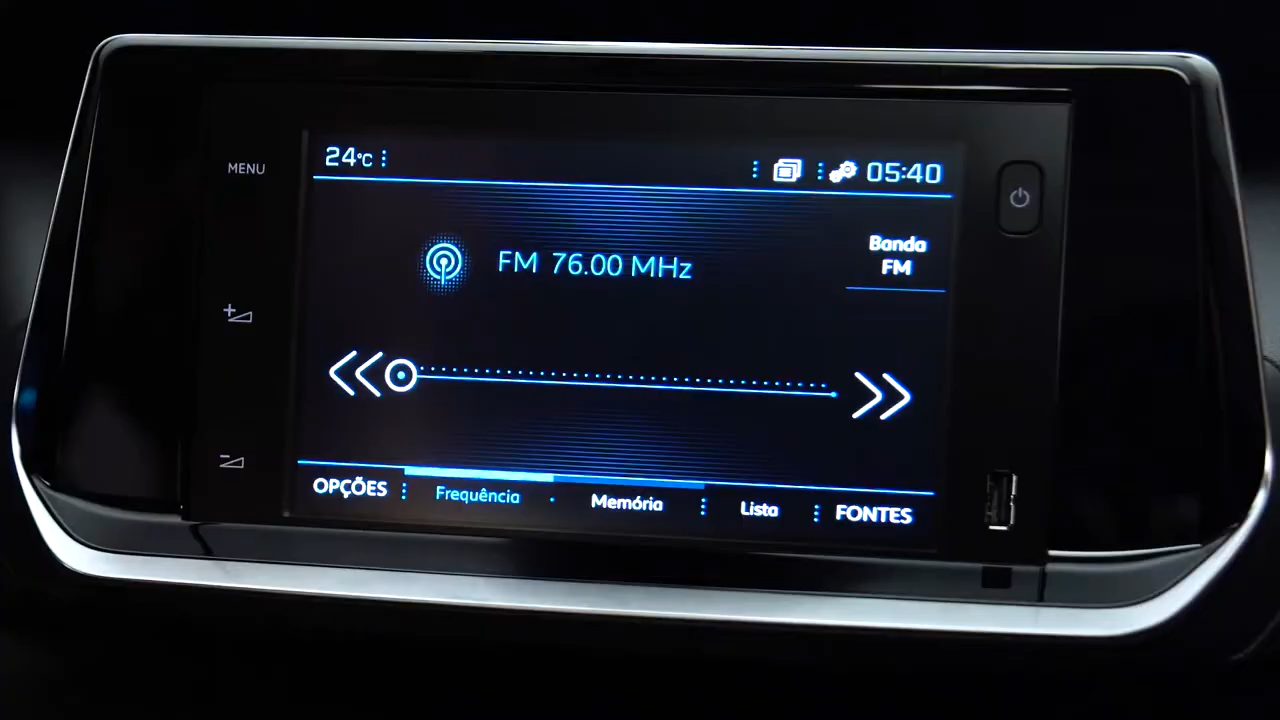 MENU
24°C
05:40
FM 76.00 MHz
Banda
FM
OPÇÕES
Frequência
Memória
Lista
FONTES